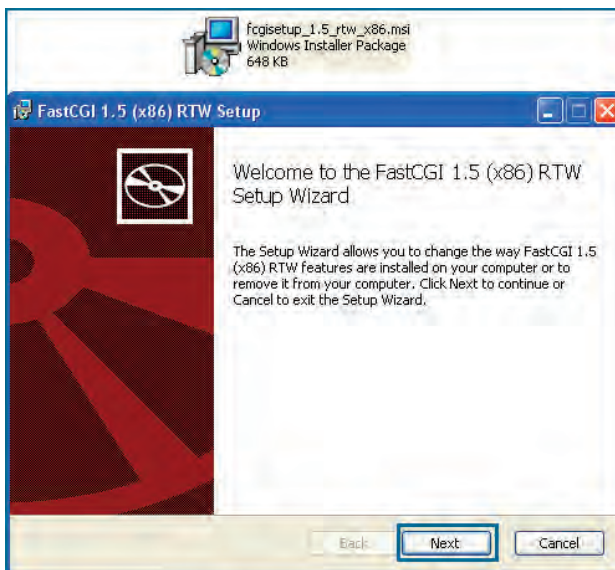 fcgisetup_1.5_rtw_x86.msi
Windows Installer Package
648 KB
FastCGI 1.5 (x86) RTW Setup
Welcome to the FastCGI 1.5 (x86) RTW
Setup Wizard
The Setup Wizard allows you to change the way FastCGI 1.5
(x86) RTW features are installed on your computer or to
remove it from your computer. Click Next to continue or
Cancel to exit the Setup Wizard.
Back Next Cancel